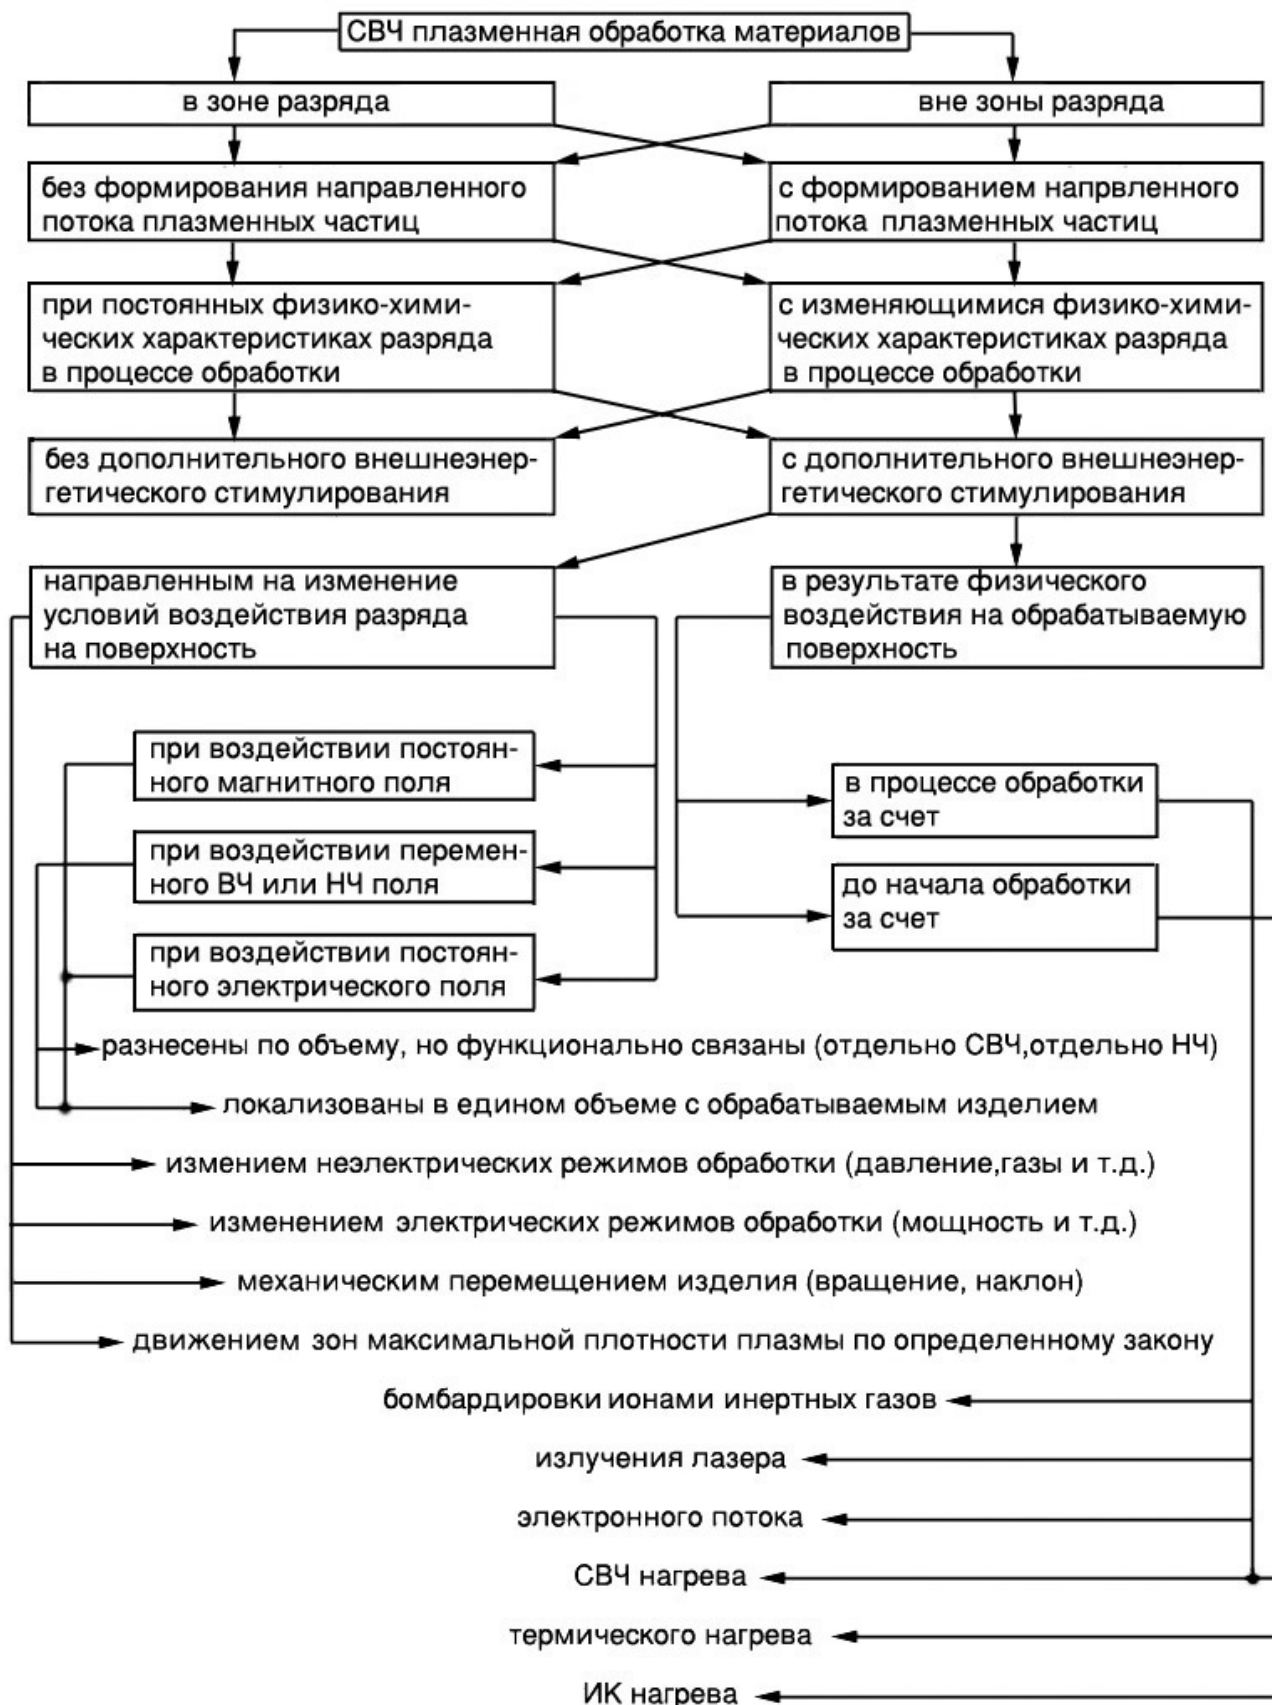 СВЧ плазменная обработка материалов
в зоне разряда
вне зоны разряда
без формирования направленного
потока плазменных частиц
с формированием напрвленного
потока плазменных частиц
при постоянных физико-хими-
ческих характеристиках разряда
в процессе обработки
с изменяющимися физико-хими-
ческих характеристиках разряда
в процессе обработки
без дополнительного внешнеэнер-
гетического стимулирования
с дополнительного внешнеэнер-
гетического стимулирования
направленным на изменение
условий воздействия разряда
на поверхность
в результате физического
воздействия на обрабатываемую
поверхность
при воздействии постоян-
ного магнитного поля
при воздействии перемен-
ного ВЧ или НЧ поля
при воздействии постоян-
ного электрического поля
в процессе обработки
за счет
до начала обработки
за счет
разнесены по объему, но функционально связаны (отдельно СВЧ,отдельно НЧ)
локализованы в едином объеме с обрабатываемым изделием
измением неэлектрических режимов обработки (давление,газы и т.д.)
изменением электрических режимов обработки (мощность и т.д.)
механическим перемещением изделия (вращение, наклон)
движением зон максимальной плотности плазмы по определенному закону
бомбардировки ионами инертных газов
излучения лазера
электронного потока
СВЧ нагрева
термического нагрева
ИК нагрева